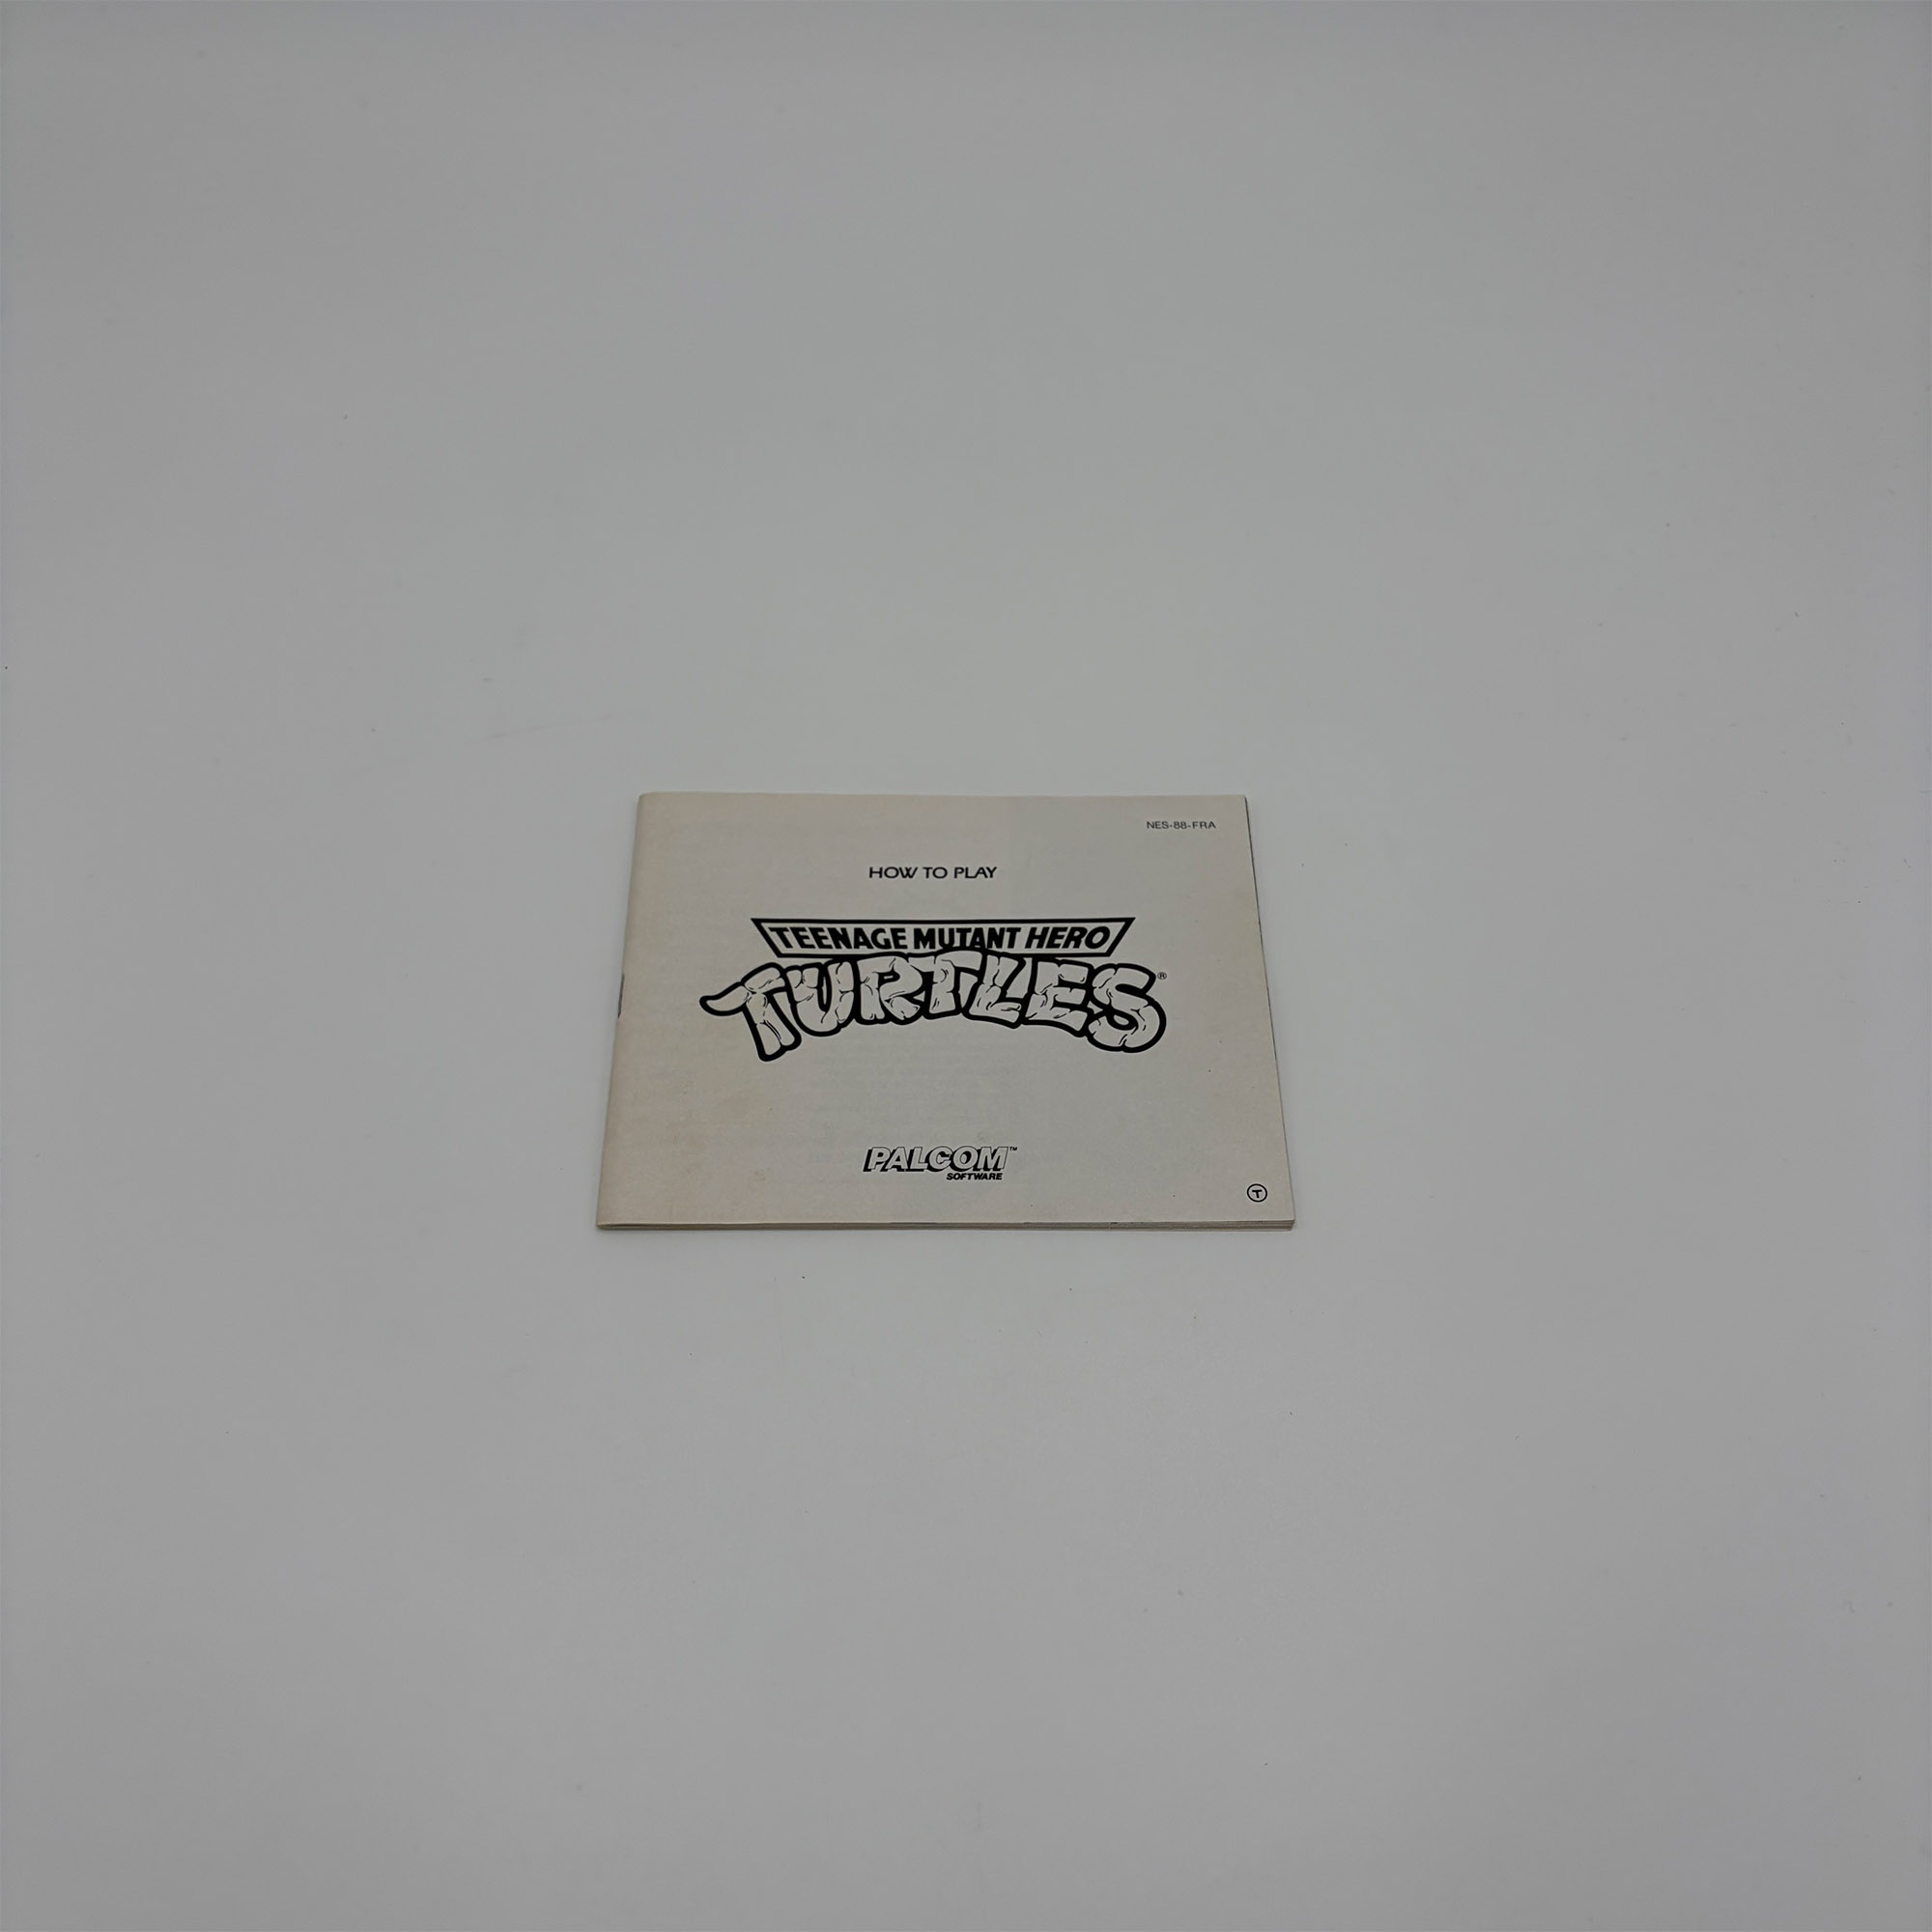 NES-88-FRA
HOW TO PLAY
TEENAGE MUTANT HERO
TURTLES®
PALCOM™
SOFTWARE
T